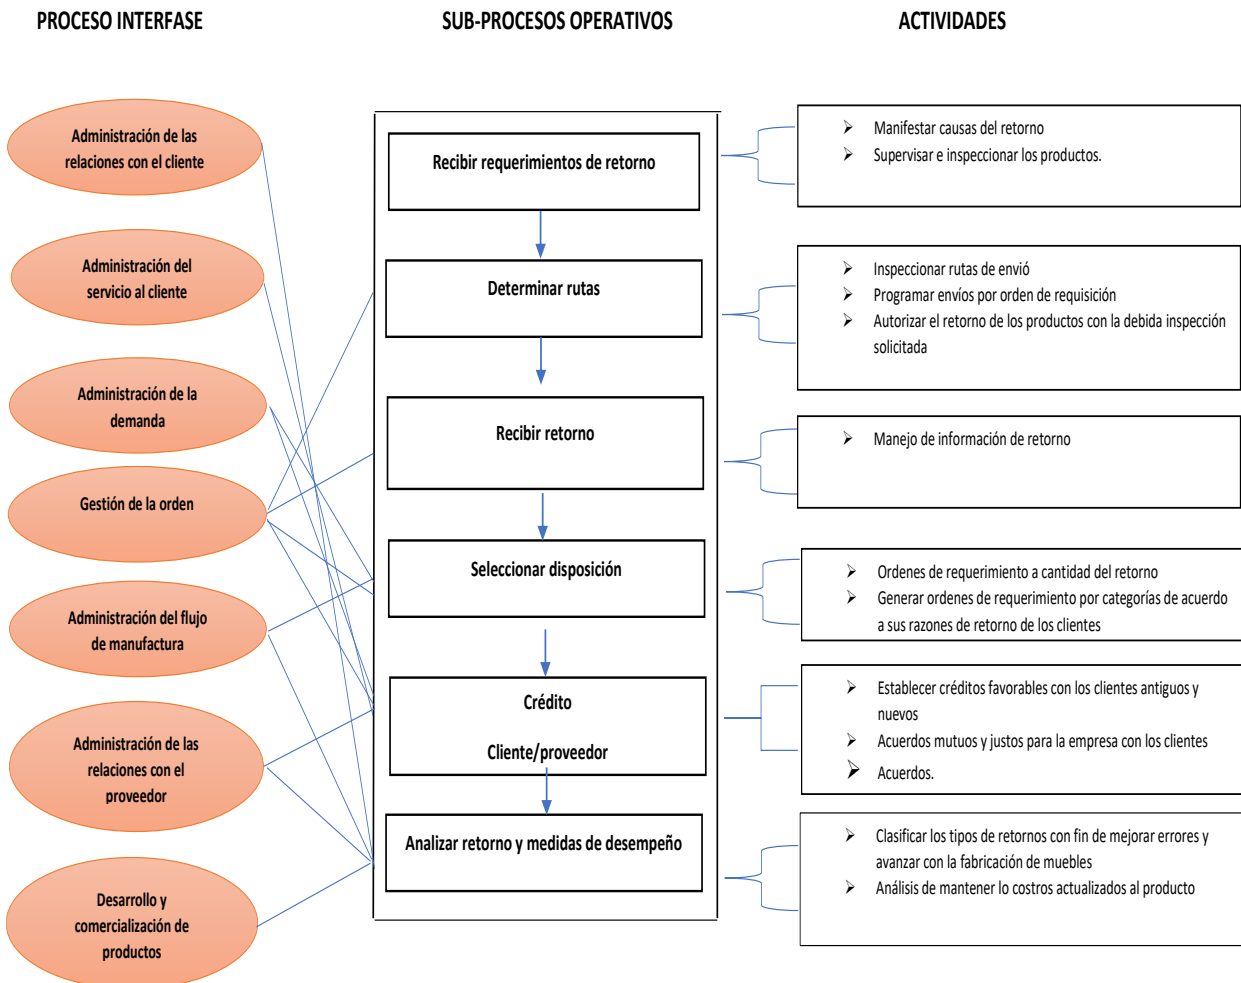 PROCESO INTERFASE
SUB-PROCESOS OPERATIVOS
ACTIVIDADES
Administración de las
relaciones con el cliente
Administración del
servicio al cliente
Administración de la
demanda
Gestión de la orden
Administración del flujo
de manufactura
Administración de las
relaciones con el
proveedor
Desarrollo y
comercialización de
productos
Recibir requerimientos de retorno
Determinar rutas
Recibir retorno
Seleccionar disposición
Crédito
Cliente/proveedor
Analizar retorno y medidas de desempeño
Manifestar causas del retorno
Supervisar e inspeccionar los productos.
Inspeccionar rutas de envió
Programar envíos por orden de requisición
Autorizar el retorno de los productos con la debida inspección
solicitada
Manejo de información de retorno
Ordenes de requerimiento a cantidad del retorno
Generar ordenes de requerimiento por categorías de acuerdo
a sus razones de retorno de los clientes
Establecer créditos favorables con los clientes antiguos y
nuevos
Acuerdos mutuos y justos para la empresa con los clientes
Acuerdos.
Clasificar los tipos de retornos con fin de mejorar errores y
avanzar con la fabricación de muebles
Análisis de mantener lo costros actualizados al producto